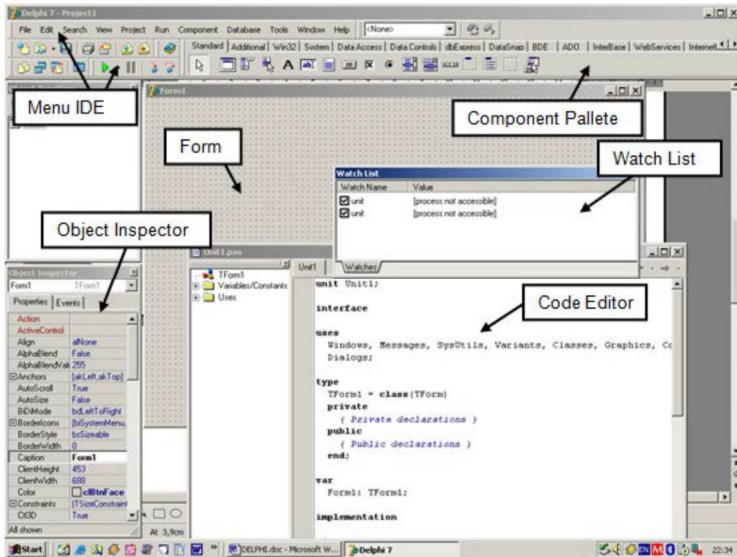 Delphi 7 - Project1
File Edit Search View Project Run Component Database Tools Window Help <None>
Standard Additional Win32 System Data Access Data Controls dbExpress DataSnap BDE ADO InterBase WebServices Internet
Menu IDE
Form1
Component Pallete
Form
Watch List
Watch List
Watch Name Value
unit [process not accessible]
unit [process not accessible]
Watches
Object Inspector
Object Inspector
Form1 TForm1
Properties Events
Action
ActiveControl
Align alNone
AlphaBlend False
AlphaBlendVal 255
Anchors [akLeft,akTop]
AutoScroll True
AutoSize False
BiDiMode bdLeftToRight
BorderIcons [biSystemMenu,
BorderStyle bsSizeable
BorderWidth 0
Caption Form1
ClientHeight 453
ClientWidth 688
Color clBtnFace
Constraints (TSizeConstraint
Ctl3D True
All shown
Unit1.pas
TForm1
Variables/Constants
Uses
Unit1
Code Editor
unit Unit1;
interface
uses
Windows, Messages, SysUtils, Variants, Classes, Graphics, Co
Dialogs;
type
TForm1 = class(TForm)
private
{ Private declarations }
public
{ Public declarations }
end;
var
Form1: TForm1;
implementation
At 3,9cm
Start DELPHI.doc - Microsoft W... Delphi 7 EN 22:34